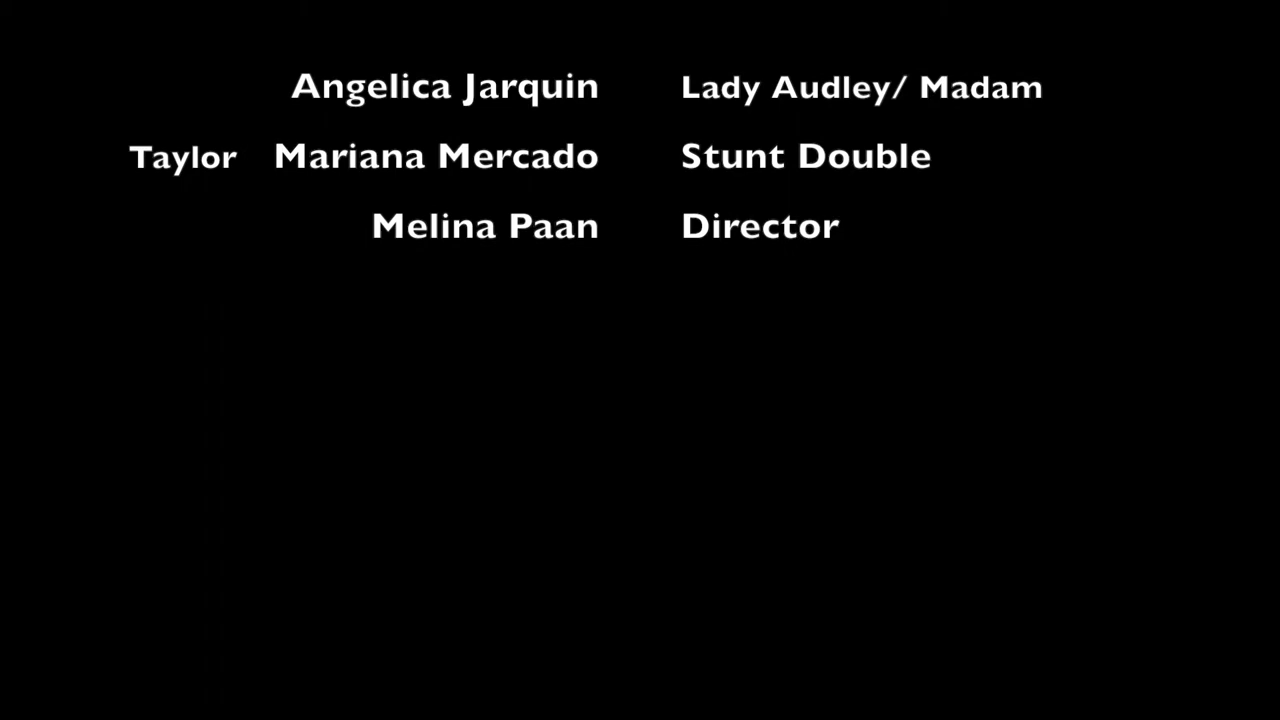 Angelica Jarquin Lady Audley/ Madam
Taylor Mariana Mercado Stunt Double
Melina Paan Director